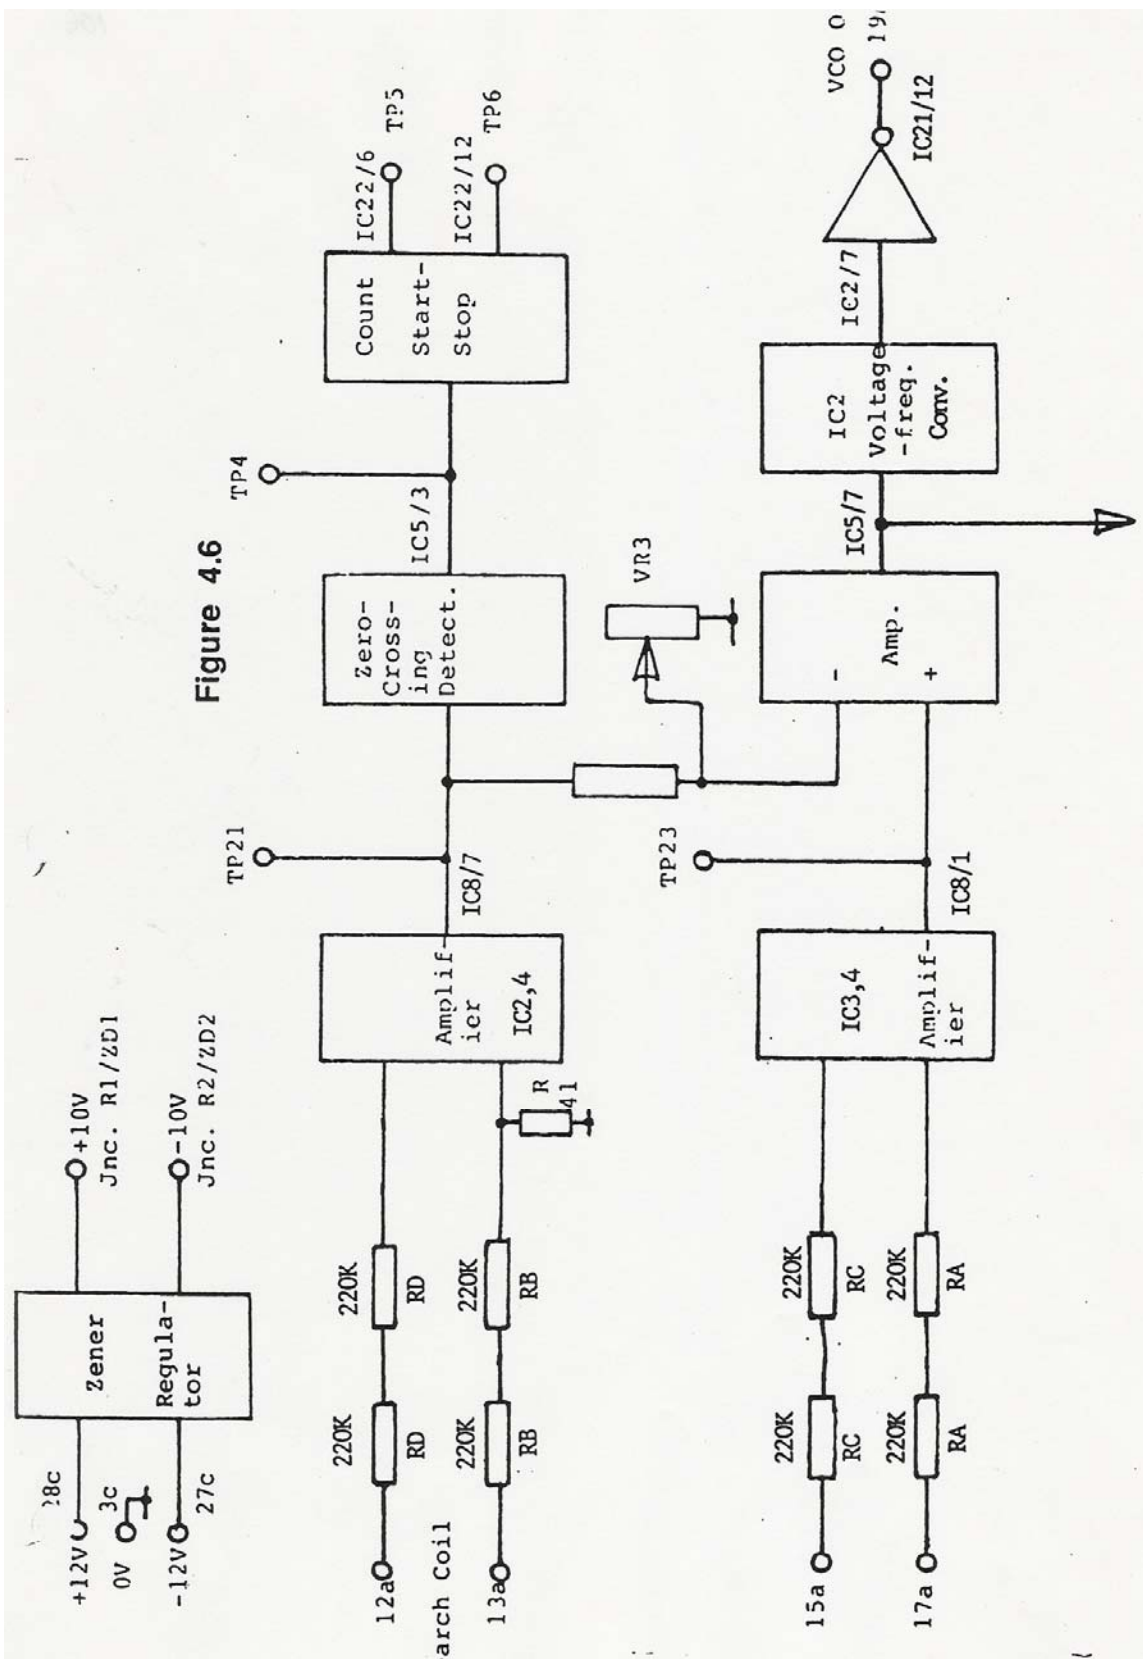 Figure 4.6
+12V
28c
0V
3c
-12V
27c
Zener
Regula-
tor
+10V
Jnc. R1/ZD1
-10V
Jnc. R2/ZD2
12a
220K
RD
220K
RD
arch Coil
13a
220K
RB
220K
RB
R
41
Amplif-
ier
IC2,4
IC8/7
TP21
Zero-
Cross-
ing
Detect.
IC5/3
TP4
Count
Start-
Stop
IC22/6
TP5
IC22/12
TP6
VR3
15a
220K
RC
220K
RC
17a
220K
RA
220K
RA
IC3,4
Amplif-
ier
IC8/1
TP23
-
Amp.
+
IC5/7
IC2
Voltage
-freq.
Conv.
IC2/7
IC21/12
VCO O